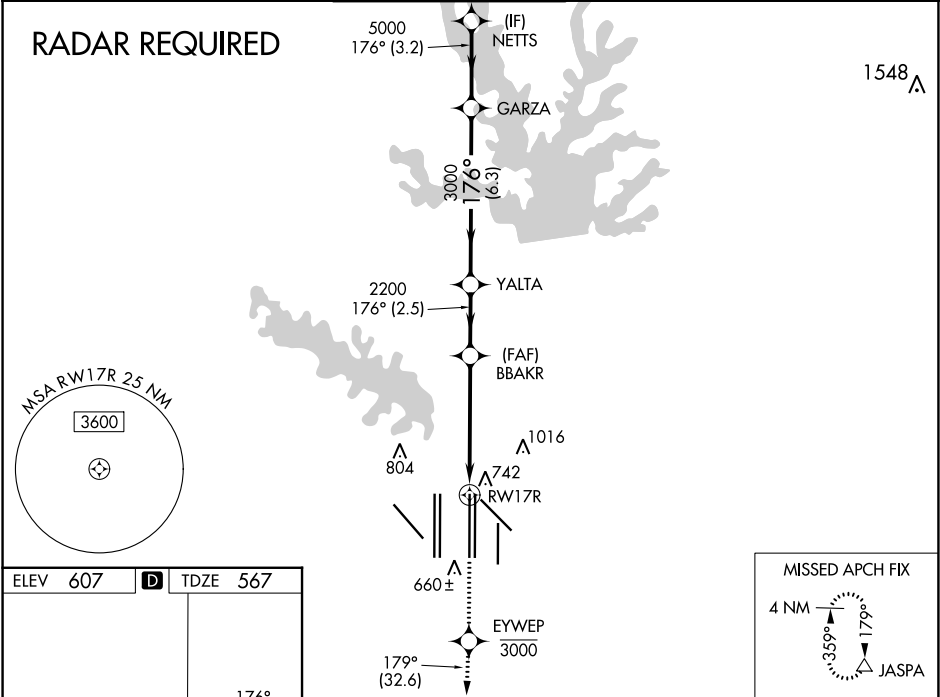 RADAR REQUIRED
5000
176° (3.2)
(IF)
NETTS
1548
GARZA
3000
176°
(6.3)
2200
176° (2.5)
YALTA
(FAF)
BBAKR
MSA RW17R 25 NM
3600
804
1016
742
RW17R
660 ±
ELEV 607 D TDZE 567
176°
EYWEP
3000
179°
(32.6)
MISSED APCH FIX
4 NM
359°
179°
JASPA